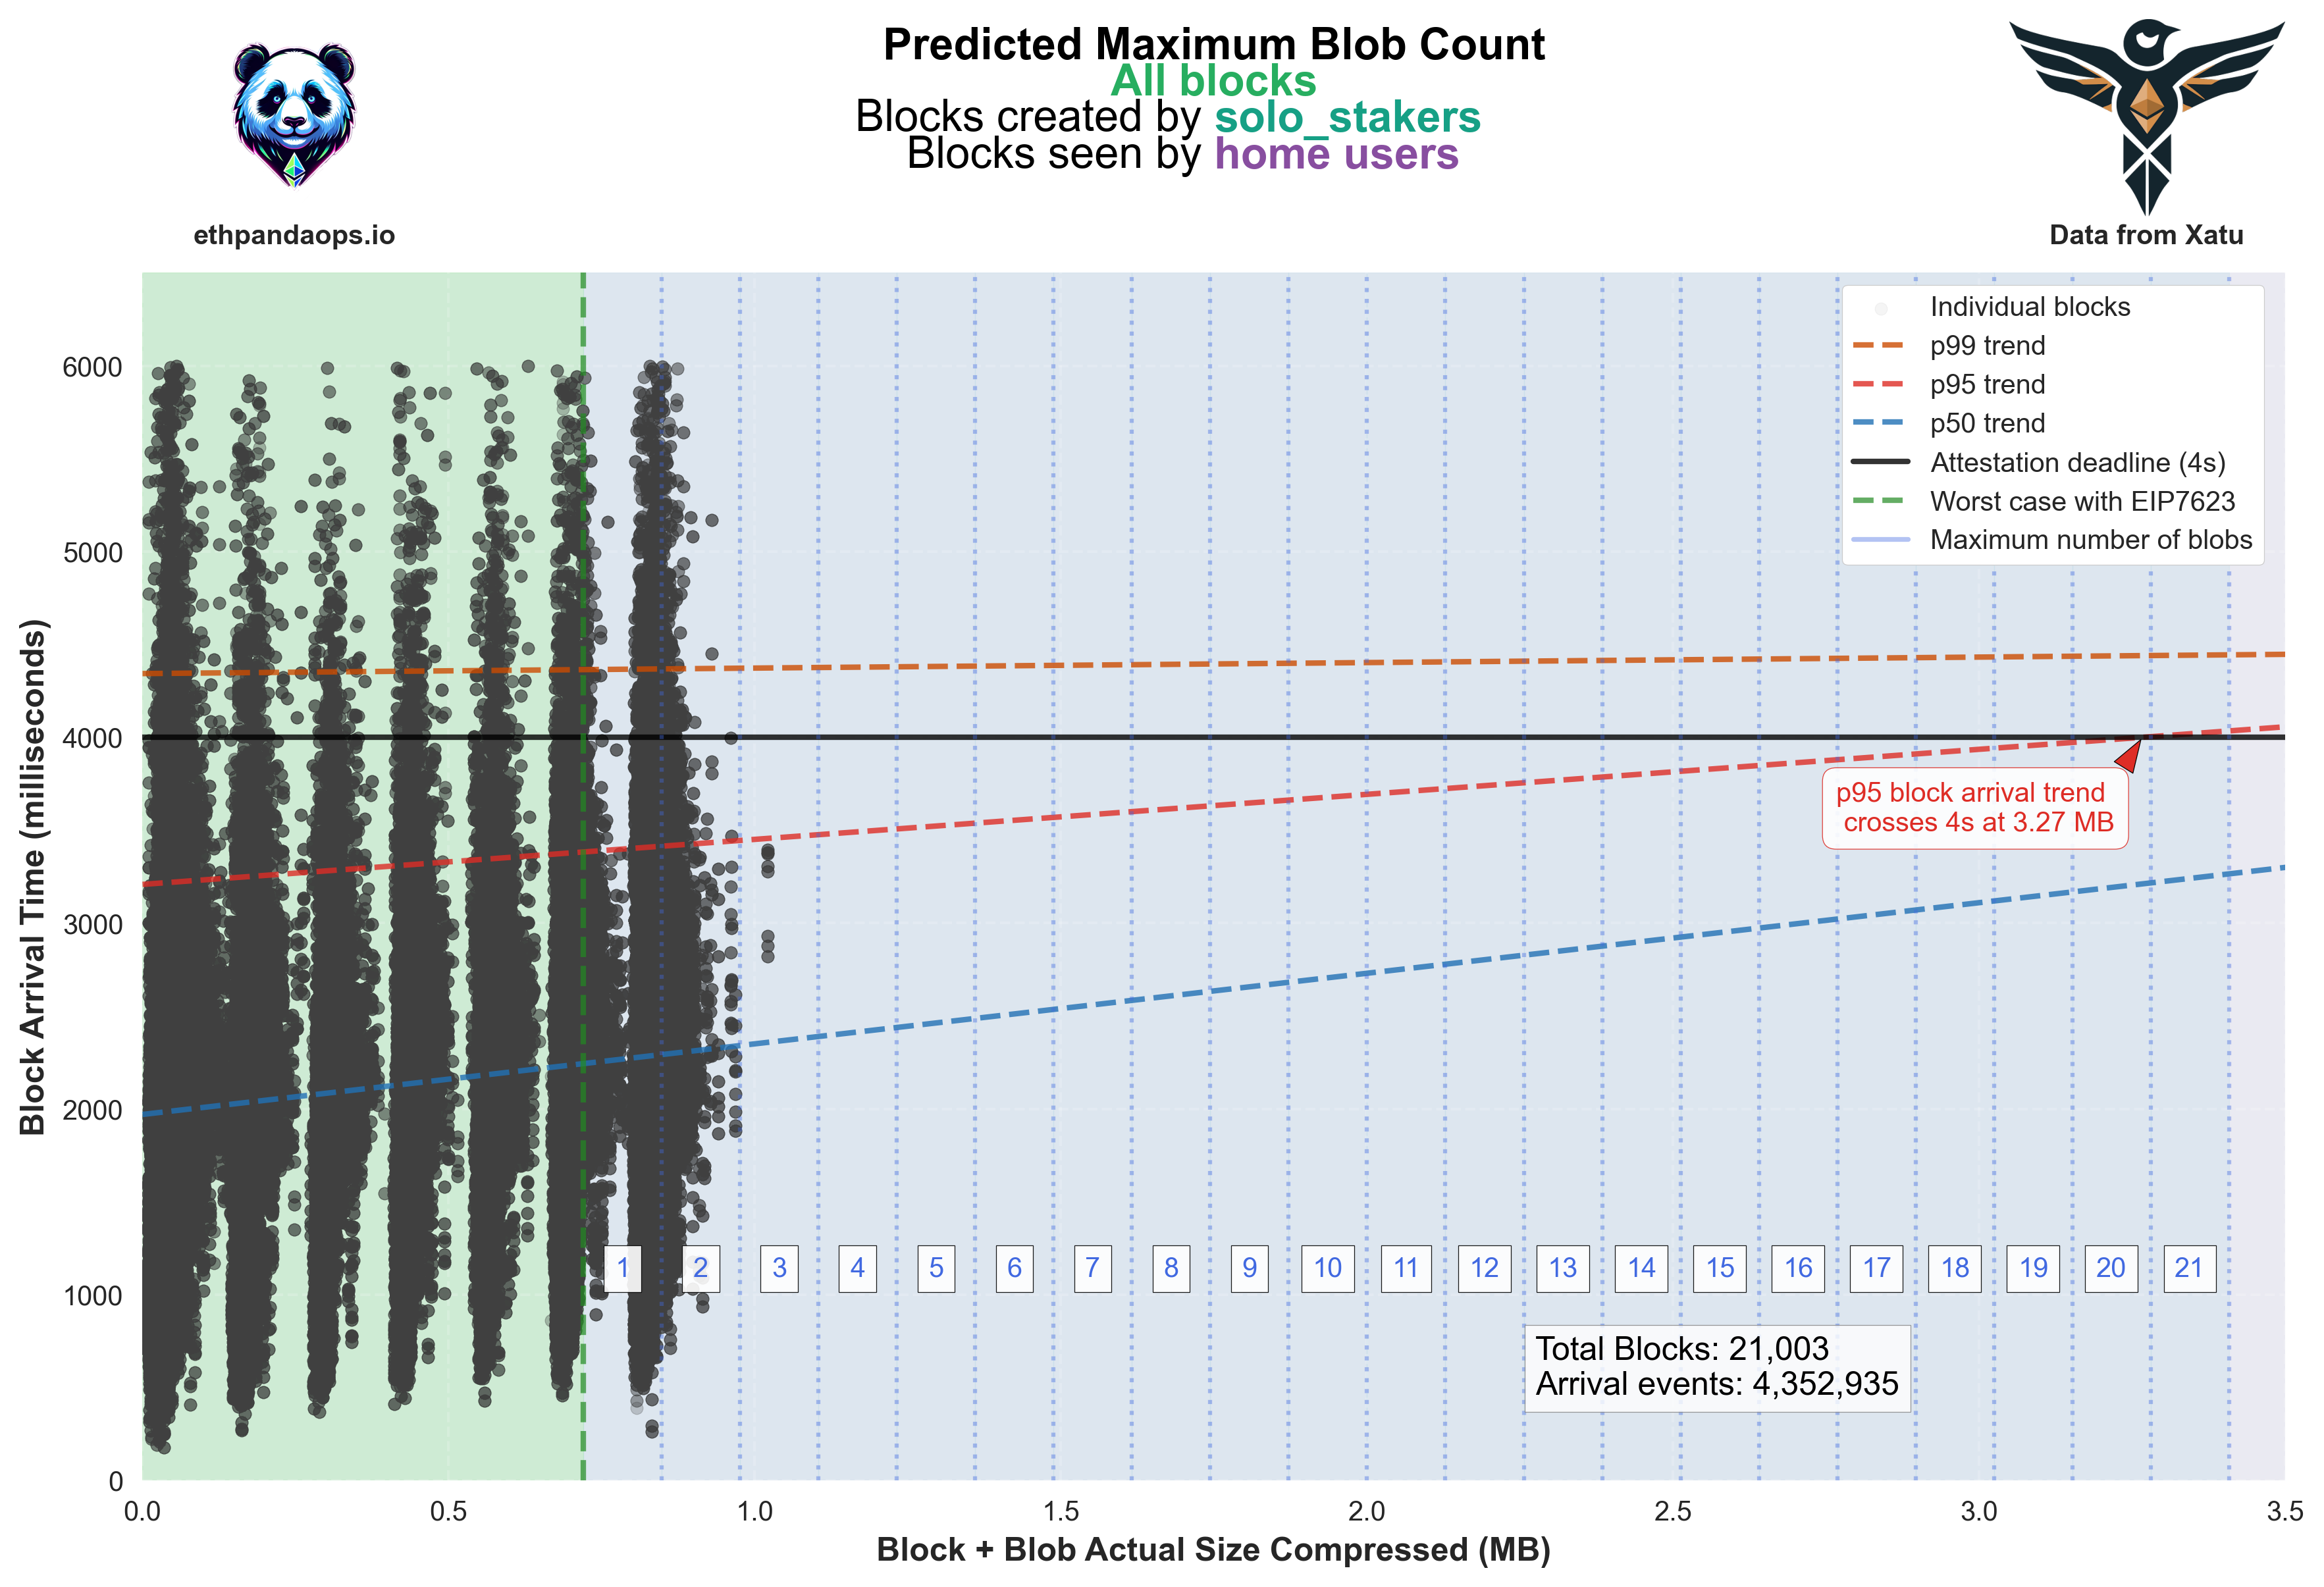 Predicted Maximum Blob Count
All blocks
Blocks created by solo_stakers
Blocks seen by home users
ethpandaops.io
Data from Xatu
Individual blocks
p99 trend
p95 trend
p50 trend
Attestation deadline (4s)
Worst case with EIP7623
Maximum number of blobs
Block Arrival Time (milliseconds)
6000
5000
4000
3000
2000
1000
0
p95 block arrival trend
crosses 4s at 3.27 MB
1 2 3 4 5 6 7 8 9 10 11 12 13 14 15 16 17 18 19 20 21
Total Blocks: 21,003
Arrival events: 4,352,935
0.0 0.5 1.0 1.5 2.0 2.5 3.0 3.5
Block + Blob Actual Size Compressed (MB)